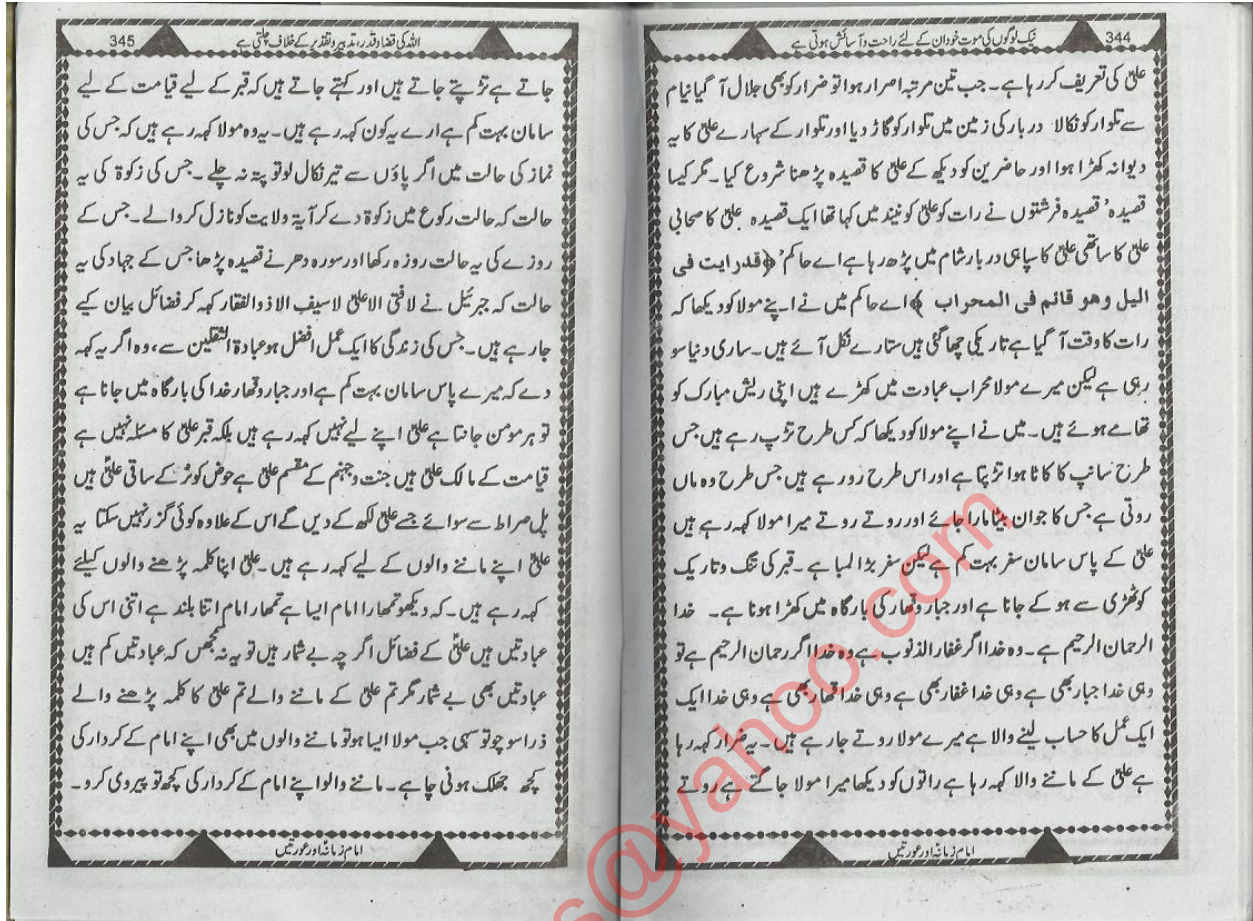 نیک لوگوں کی موت خود ان کے لئے راحت و آسائش ہوتی ہے
344
علیؑ کی تعریف کر رہا ہے۔ جب تین مرتبہ اصرار ہوا تو ضرار کو بھی جلال آ گیا نیام
سے تلوار کو نکالا دربار کی زمین میں تلوار کو گاڑ دیا اور تلوار کے سہارے علیؑ کا یہ
دیوانہ کھڑا ہوا اور حاضرین کو دیکھ کے علیؑ کا قصیدہ پڑھنا شروع کیا۔ مگر کیا
قصیدہ' قصیدہ فرشتوں نے رات کو علیؑ کو نیند میں کہا تھا ایک قصیدہ علیؑ کا صحابی
علیؑ کا ساتھی علیؑ کا سپاہی دربار شام میں پڑھ رہا ہے اے حاکم' ﴿قدرایت فی
الیل وھو قائم فی المحراب ﴾ اے حاکم میں نے اپنے مولا کو دیکھا کہ
رات کا وقت آ گیا ہے تاریکی چھا گئی ہیں ستارے نکل آئے ہیں۔ ساری دنیا سو
رہی ہے لیکن میرے مولا محراب عبادت میں کھڑے ہیں اپنی ریش مبارک کو
تھامے ہوئے ہیں۔ میں نے اپنے مولا کو دیکھا کہ کس طرح تڑپ رہے ہیں جس
طرح سانپ کا کاٹا ہوا تڑپتا ہے اور اس طرح رو رہے ہیں جس طرح وہ ماں
روتی ہے جس کا جوان بیٹا مارا جائے اور روتے روتے میرا مولا کہہ رہے ہیں
علیؑ کے پاس سامان سفر بہت کم ہے لیکن سفر بڑا لمبا ہے۔ قبر کی تنگ و تاریک
کوٹھڑی سے ہو کے جانا ہے اور جبار و قھار کی بارگاہ میں کھڑا ہونا ہے۔ خدا
الرحمان الرحیم ہے۔ وہ خدا اگر غفار الذنوب ہے وہ خدا اگر رحمان الرحیم ہے تو
وہی خدا جبار بھی ہے وہی خدا غفار بھی ہے وہی خدا قھار بھی ہے وہی خدا ایک
ایک عمل کا حساب لینے والا ہے میرے مولا روتے جا رہے ہیں۔ یہ ضرار کہہ رہا
ہے علیؑ کے ماننے والا کہہ رہا ہے راتوں کو دیکھا میرا مولا جاگتے ہے روتے
امام زمانہؑ اور عورتیں
اللہ کی قضا و قدر، تدبیر و تقدیر کے خلاف چلتی ہے
345
جاتے ہے تڑپتے جاتے ہیں اور کہتے جاتے ہیں کہ قبر کے لیے قیامت کے لیے
سامان بہت کم ہے ارے یہ کون کہہ رہے ہیں۔ یہ وہ مولا کہہ رہے ہیں کہ جس کی
نماز کی حالت میں اگر پاؤں سے تیر نکال لو تو پتہ نہ چلے۔ جس کی زکوۃ کی یہ
حالت کہ حالت رکوع میں زکوۃ دے کر آیۃ ولایت کو نازل کروالے۔ جس کے
روزے کی یہ حالت روزہ رکھا اور سورہ دھر نے قصیدہ پڑھا جس کے جہاد کی یہ
حالت کہ جبرئیل نے لافتی الاعلیؑ لاسیف الاذوالفقار کہہ کر فضائل بیان کیے
جا رہے ہیں۔ جس کی زندگی کا ایک عمل افضل ہو عبادۃ الثقلین سے، وہ اگر یہ کہہ
دے کہ میرے پاس سامان بہت کم ہے اور جبار و قھار خدا کی بارگاہ میں جانا ہے
تو ہر مومن جانتا ہے علیؑ اپنے لیے نہیں کہہ رہے ہیں بلکہ قبر علیؑ کا مسئلہ نہیں ہے
قیامت کے مالک علیؑ ہیں جنت و جہنم کے مقسم علیؑ ہے حوض کوثر کے ساقی علیؑ ہیں
پل صراط سے سوائے جسے علیؑ لکھ کے دیں گے اس کے علاوہ کوئی گزر نہیں سکتا یہ
علیؑ اپنے ماننے والوں کے لیے کہہ رہے ہیں۔ علیؑ اپنا کلمہ پڑھنے والوں کیلئے
کہہ رہے ہیں۔ کہ دیکھو تمھارا امام ایسا ہے تمھارا امام اتنا بلند ہے اتنی اس کی
عبادتیں ہیں علیؑ کے فضائل اگر چہ بے شمار ہیں تو یہ نہ سمجھیں کہ عبادتیں کم ہیں
عبادتیں بھی بے شمار مگر تم علیؑ کے ماننے والے تم علیؑ کا کلمہ پڑھنے والے
ذرا سوچو تو سہی جب مولا ایسا ہو تو ماننے والوں میں بھی اپنے امام کے کردار کی
کچھ جھلک ہونی چاہے۔ ماننے والو اپنے امام کے کردار کی کچھ تو پیروی کرو۔
امام زمانہؑ اور عورتیں
s@yahoo.com